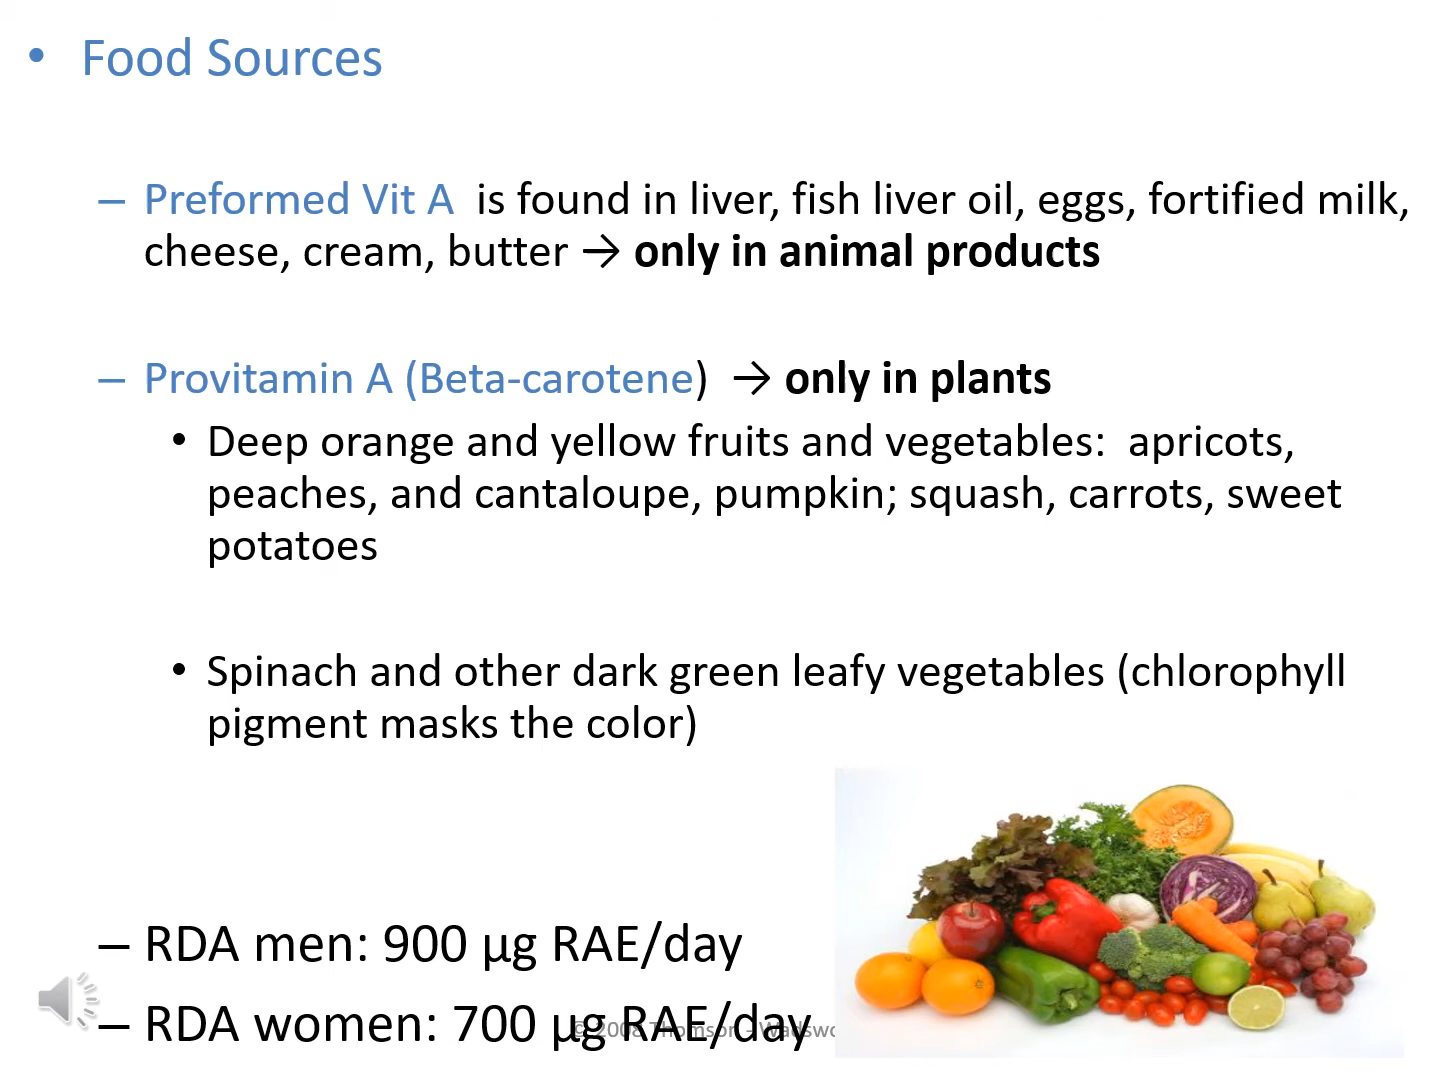 • Food Sources
– Preformed Vit A is found in liver, fish liver oil, eggs, fortified milk,
cheese, cream, butter → only in animal products
– Provitamin A (Beta-carotene) → only in plants
• Deep orange and yellow fruits and vegetables: apricots,
peaches, and cantaloupe, pumpkin; squash, carrots, sweet
potatoes
• Spinach and other dark green leafy vegetables (chlorophyll
pigment masks the color)
– RDA men: 900 µg RAE/day
– RDA women: 700 µg RAE/day
© 2008 Thomson -